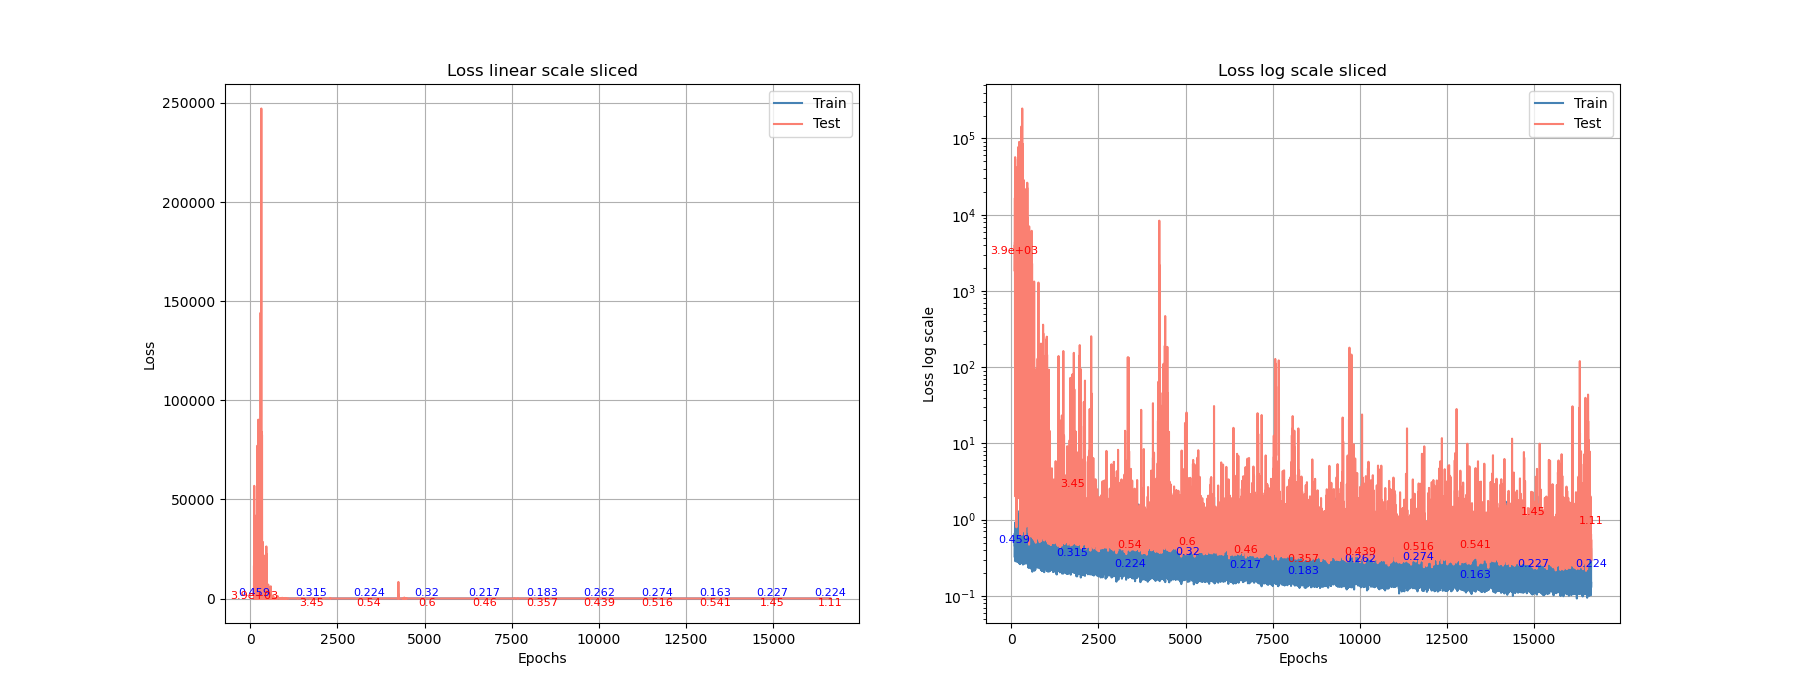 Loss linear scale sliced
Loss
250000
200000
150000
100000
50000
0
Train
Test
0.459 0.315 0.224 0.32 0.217 0.183 0.262 0.274 0.163 0.227 0.224
3.9e+03 3.45 0.54 0.6 0.46 0.357 0.439 0.516 0.541 1.45 1.11
0 2500 5000 7500 10000 12500 15000
Epochs
Loss log scale sliced
Loss log scale
10^5
10^4
10^3
10^2
10^1
10^0
10^-1
Train
Test
3.9e+03 3.45 0.54 0.6 0.46 0.357 0.439 0.516 0.541 1.45 1.11
0.459 0.315 0.224 0.32 0.217 0.183 0.262 0.274 0.163 0.227 0.224
0 2500 5000 7500 10000 12500 15000
Epochs